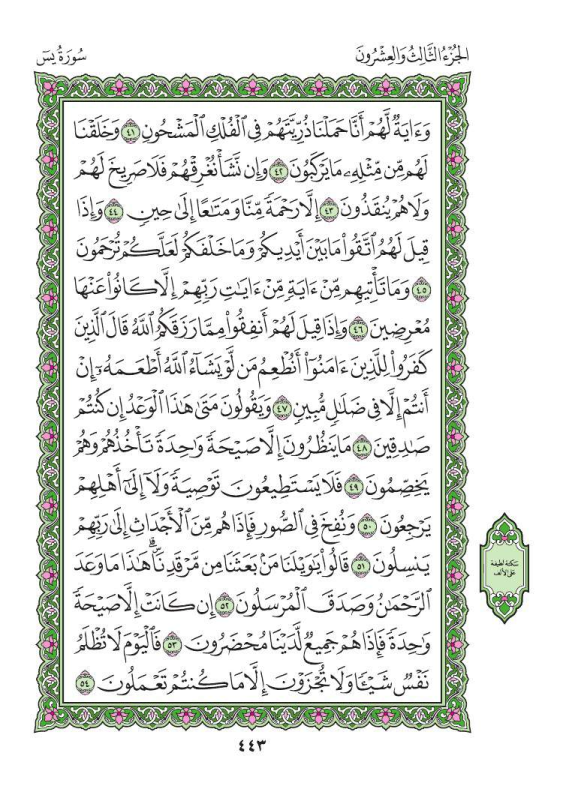 سُورَةُ يسٓ
الجُزْءُ الثَّالِثُ وَالعِشْرُونَ
وَءَايَةٌ لَّهُمْ أَنَّا حَمَلْنَا ذُرِّيَّتَهُمْ فِي ٱلْفُلْكِ ٱلْمَشْحُونِ ٤١ وَخَلَقْنَا
لَهُم مِّن مِّثْلِهِۦ مَا يَرْكَبُونَ ٤٢ وَإِن نَّشَأْ نُغْرِقْهُمْ فَلَا صَرِيخَ لَهُمْ
وَلَا هُمْ يُنقَذُونَ ٤٣ إِلَّا رَحْمَةً مِّنَّا وَمَتَٰعًا إِلَىٰ حِينٍ ٤٤ وَإِذَا
قِيلَ لَهُمُ ٱتَّقُوا۟ مَا بَيْنَ أَيْدِيكُمْ وَمَا خَلْفَكُمْ لَعَلَّكُمْ تُرْحَمُونَ
٤٥ وَمَا تَأْتِيهِم مِّنْ ءَايَةٍ مِّنْ ءَايَٰتِ رَبِّهِمْ إِلَّا كَانُوا۟ عَنْهَا
مُعْرِضِينَ ٤٦ وَإِذَا قِيلَ لَهُمْ أَنفِقُوا۟ مِمَّا رَزَقَكُمُ ٱللَّهُ قَالَ ٱلَّذِينَ
كَفَرُوا۟ لِلَّذِينَ ءَامَنُوٓا۟ أَنُطْعِمُ مَن لَّوْ يَشَآءُ ٱللَّهُ أَطْعَمَهُۥٓ إِنْ
أَنتُمْ إِلَّا فِي ضَلَٰلٍ مُّبِينٍ ٤٧ وَيَقُولُونَ مَتَىٰ هَٰذَا ٱلْوَعْدُ إِن كُنتُمْ
صَٰدِقِينَ ٤٨ مَا يَنظُرُونَ إِلَّا صَيْحَةً وَٰحِدَةً تَأْخُذُهُمْ وَهُمْ
يَخِصِّمُونَ ٤٩ فَلَا يَسْتَطِيعُونَ تَوْصِيَةً وَلَآ إِلَىٰٓ أَهْلِهِمْ
يَرْجِعُونَ ٥٠ وَنُفِخَ فِي ٱلصُّورِ فَإِذَا هُم مِّنَ ٱلْأَجْدَاثِ إِلَىٰ رَبِّهِمْ
يَنسِلُونَ ٥١ قَالُوا۟ يَٰوَيْلَنَا مَنۢ بَعَثَنَا مِن مَّرْقَدِنَاۜ ۗ هَٰذَا مَا وَعَدَ
ٱلرَّحْمَٰنُ وَصَدَقَ ٱلْمُرْسَلُونَ ٥٢ إِن كَانَتْ إِلَّا صَيْحَةً
وَٰحِدَةً فَإِذَا هُمْ جَمِيعٌ لَّدَيْنَا مُحْضَرُونَ ٥٣ فَٱلْيَوْمَ لَا تُظْلَمُ
نَفْسٌ شَيْـًٔا وَلَا تُجْزَوْنَ إِلَّا مَا كُنتُمْ تَعْمَلُونَ ٥٤
سكتة لطيفة
على الألف
٤٤٣